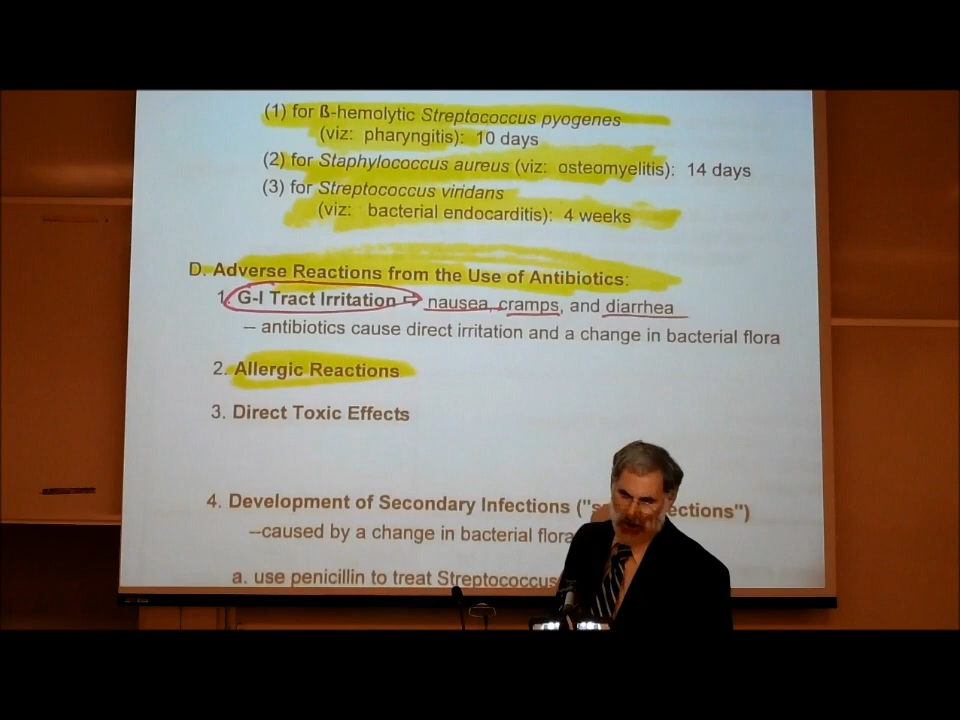 (1) for ß-hemolytic Streptococcus pyogenes
(viz: pharyngitis): 10 days
(2) for Staphylococcus aureus (viz: osteomyelitis): 14 days
(3) for Streptococcus viridans
(viz: bacterial endocarditis): 4 weeks
D. Adverse Reactions from the Use of Antibiotics:
1. G-I Tract Irritation ⇨ nausea, cramps, and diarrhea
– antibiotics cause direct irritation and a change in bacterial flora
2. Allergic Reactions
3. Direct Toxic Effects
4. Development of Secondary Infections ("s ections")
–caused by a change in bacterial flora
a. use penicillin to treat Streptococcus